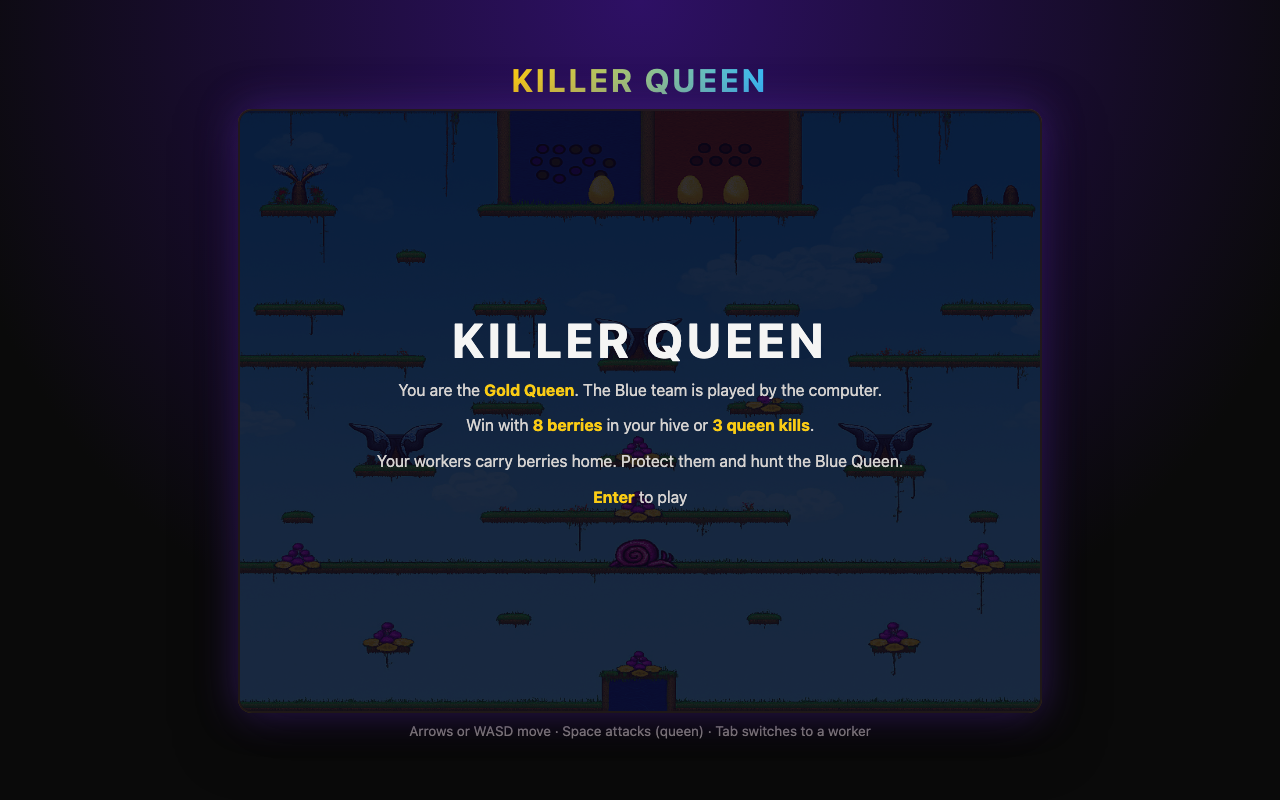 KILLER QUEEN
KILLER QUEEN
You are the Gold Queen. The Blue team is played by the computer.
Win with 8 berries in your hive or 3 queen kills.
Your workers carry berries home. Protect them and hunt the Blue Queen.
Enter to play
Arrows or WASD move · Space attacks (queen) · Tab switches to a worker